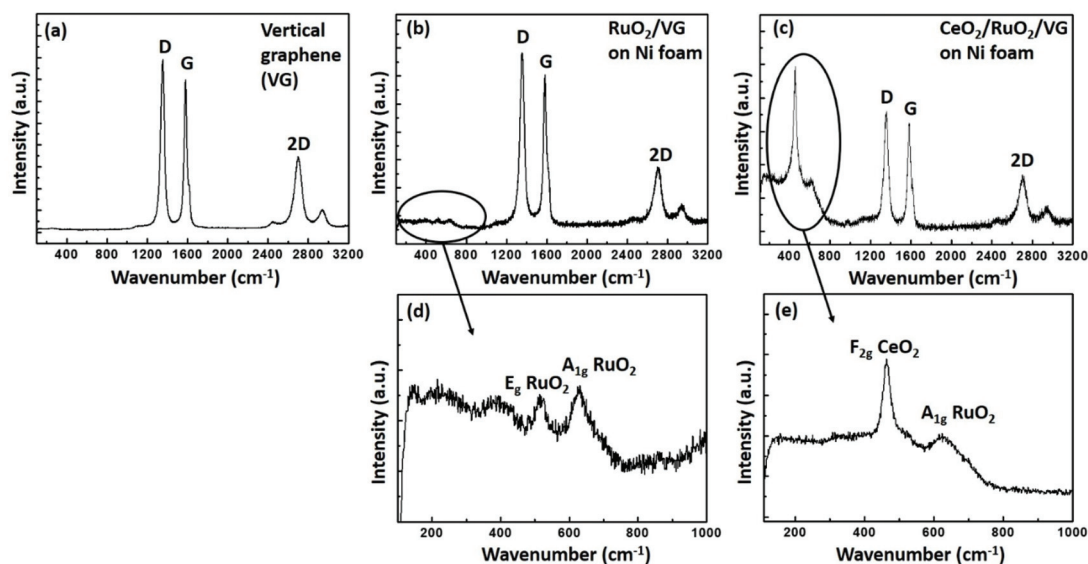 (a)
Vertical
graphene
(VG)
D
G
2D
Intensity (a.u.)
400 800 1200 1600 2000 2400 2800 3200
Wavenumber (cm⁻¹)
(b)
RuO₂/VG
on Ni foam
D
G
2D
Intensity (a.u.)
400 800 1200 1600 2000 2400 2800 3200
Wavenumber (cm⁻¹)
(c)
CeO₂/RuO₂/VG
on Ni foam
D
G
2D
Intensity (a.u.)
400 800 1200 1600 2000 2400 2800 3200
Wavenumber (cm⁻¹)
(d)
E_g RuO₂
A₁g RuO₂
Intensity (a.u.)
200 400 600 800 1000
Wavenumber (cm⁻¹)
(e)
F₂g CeO₂
A₁g RuO₂
Intensity (a.u.)
200 400 600 800 1000
Wavenumber (cm⁻¹)